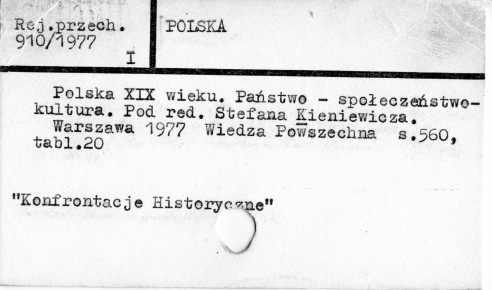 Rej.przech.
910/1977
I
POLSKA
Polska XIX wieku. Państwo - społeczeństwo-
kultura. Pod red. Stefana Kieniewicza.
Warszawa 1977 Wiedza Powszechna s.560,
tabl.20
"Konfrontacje Historyczne"